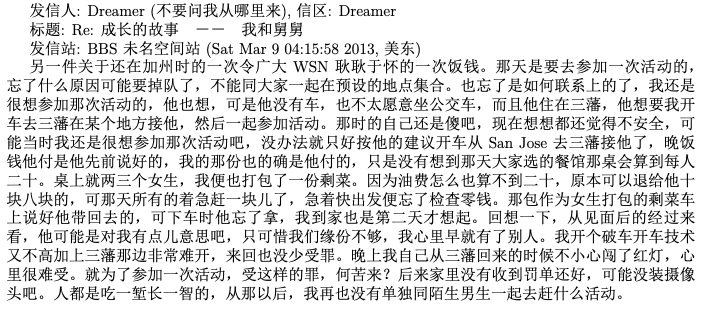 发信人: Dreamer (不要问我从哪里来), 信区: Dreamer
标题: Re: 成长的故事 －－ 我和舅舅
发信站: BBS 未名空间站 (Sat Mar 9 04:15:58 2013, 美东)
另一件关于还在加州时的一次令广大 WSN 耿耿于怀的一次饭钱。那天是要去参加一次活动的，
忘了什么原因可能要掉队了，不能同大家一起在预设的地点集合。也忘了是如何联系上的了，我还是
很想参加那次活动的，他也想，可是他没有车，也不太愿意坐公交车，而且他住在三藩，他想要我开
车去三藩在某个地方接他，然后一起参加活动。那时的自己还是傻吧，现在想想都还觉得不安全，可
能当时我还是很想参加那次活动吧，没办法就只好按他的建议开车从 San Jose 去三藩接他了，晚饭
钱他付是他先前说好的，我的那份也的确是他付的，只是没有想到那天大家选的餐馆那桌会算到每人
二十。桌上就两三个女生，我便也打包了一份剩菜。因为油费怎么也算不到二十，原本可以退给他十
块八块的，可那天所有的着急赶一块儿了，急着快出发便忘了检查零钱。那包作为女生打包的剩菜车
上说好他带回去的，可下车时他忘了拿，我到家也是第二天才想起。回想一下，从见面后的经过来
看，他可能是对我有点儿意思吧，只可惜我们缘份不够，我心里早就有了别人。我开个破车开车技术
又不高加上三藩那边非常难开，来回也没少受罪。晚上我自己从三藩回来的时候不小心闯了红灯，心
里很难受。就为了参加一次活动，受这样的罪，何苦来？后来家里没有收到罚单还好，可能没装摄像
头吧。人都是吃一堑长一智的，从那以后，我再也没有单独同陌生男生一起去赶什么活动。